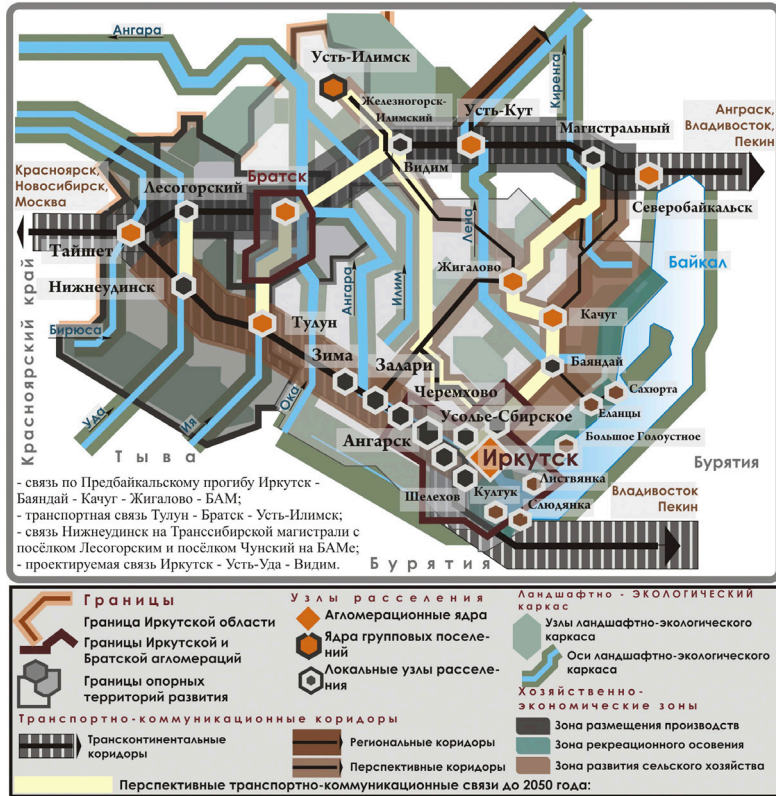 Ангара
Усть-Илимск
Железногорск-
Илимский
Усть-Кут
Киренга
Магистральный
Ангарск,
Владивосток,
Пекин
Красноярск,
Новосибирск,
Москва
Лесогорский
Братск
Видим
Северобайкальск
Тайшет
Лена
Байкал
Нижнеудинск
Жигалово
Ангара
Илим
Красноярский край
Бирюса
Тулун
Качуг
Зима
Залари
Баяндай
Черемхово
Сахюрта
Уда
Ия
Ока
Усолье-Сбирское
Еланцы
Ангарск
Большое Голоустное
Тыва
Иркутск
Бурятия
- связь по Предбайкальскому прогибу Иркутск -
Баяндай - Качуг - Жигалово - БАМ;
- транспортная связь Тулун - Братск - Усть-Илимск;
- связь Нижнеудинск на Транссибирской магистрали с
посёлком Лесогорским и посёлком Чунский на БАМе;
- проектируемая связь Иркутск - Усть-Уда - Видим.
Шелехов
Култук
Листвянка
Слюдянка
Владивосток
Пекин
Бурятия
Границы
Граница Иркутской области
Границы Иркутской и
Братской агломераций
Границы опорных
территорий развития
Узлы расселения
Агломерационные ядра
Ядра групповых поселе-
ний
Локальные узлы расселе-
ния
Ландшафтно - ЭКОЛОГИЧЕСКИЙ
каркас
Узлы ландшафтно-экологического
каркаса
Оси ландшафтно-экологического
каркаса
Хозяйственно-
экономические зоны
Зона размещения производств
Зона рекреационного освоения
Зона развития сельского хозяйства
Транспортно-коммуникационные коридоры
Трансконтинентальные
коридоры
Региональные коридоры
Перспективные коридоры
Перспективные транспортно-коммуникационные связи до 2050 года: